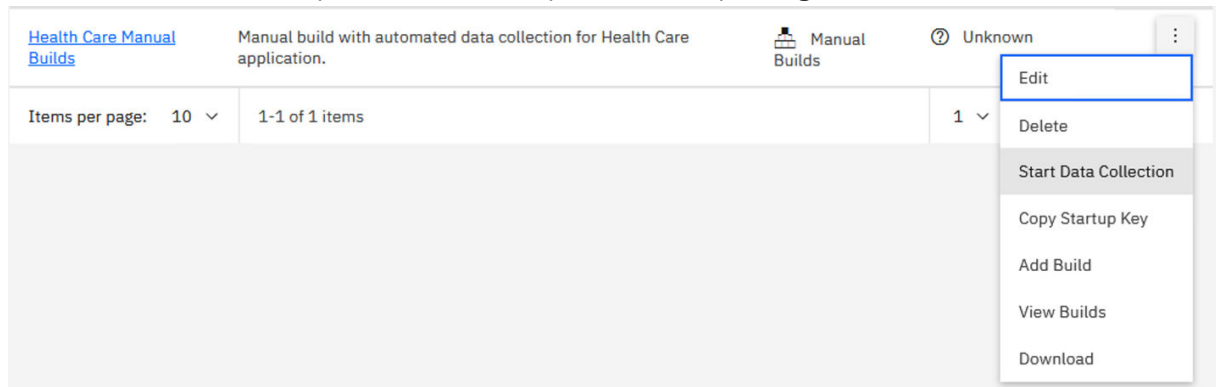 Health Care Manual Builds
Manual build with automated data collection for Health Care application.
Manual Builds
Unknown
Edit
Items per page: 10
1-1 of 1 items
1
Delete
Start Data Collection
Copy Startup Key
Add Build
View Builds
Download